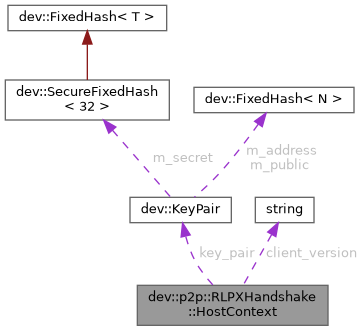 dev::FixedHash< T >
dev::SecureFixedHash
< 32 >
dev::FixedHash< N >
m_secret
m_address
m_public
dev::KeyPair
string
key_pair
client_version
dev::p2p::RLPXHandshake
::HostContext